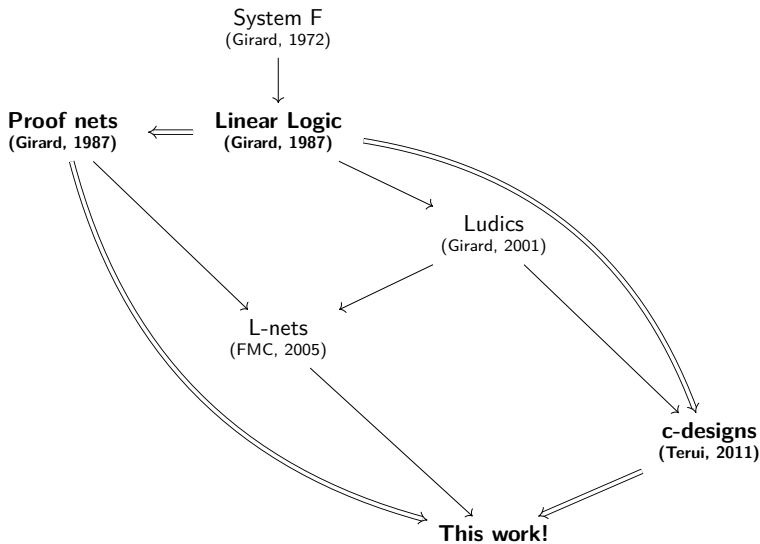 System F
(Girard, 1972)
Proof nets
(Girard, 1987)
Linear Logic
(Girard, 1987)
Ludics
(Girard, 2001)
L-nets
(FMC, 2005)
c-designs
(Terui, 2011)
This work!